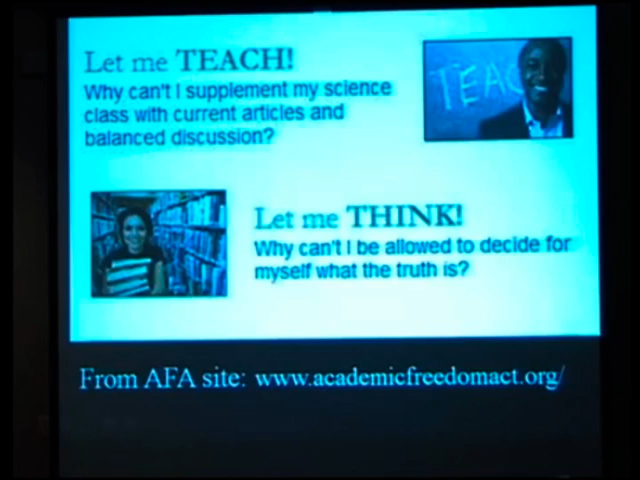 Let me TEACH!
Why can't I supplement my science
class with current articles and
balanced discussion?
TEAC
Let me THINK!
Why can't I be allowed to decide for
myself what the truth is?
From AFA site: www.academicfreedomact.org/